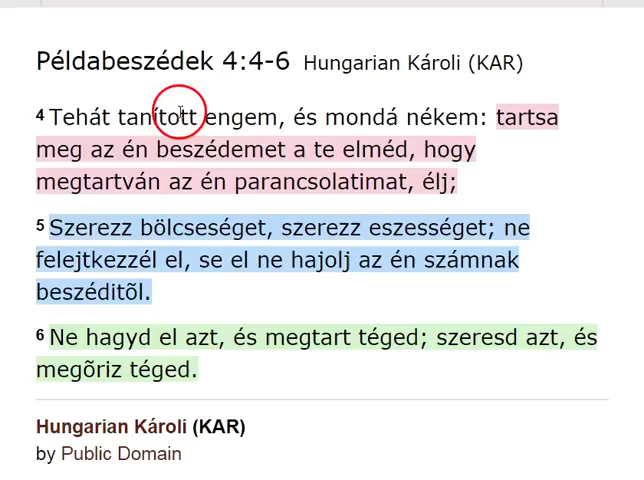 Példabeszédek 4:4-6 Hungarian Károli (KAR)
4 Tehát tanított engem, és mondá nékem: tartsa
meg az én beszédemet a te elméd, hogy
megtartván az én parancsolatimat, élj;
5 Szerezz bölcseséget, szerezz eszességet; ne
felejtkezzél el, se el ne hajolj az én számnak
beszéditõl.
6 Ne hagyd el azt, és megtart téged; szeresd azt, és
megõriz téged.
Hungarian Károli (KAR)
by Public Domain